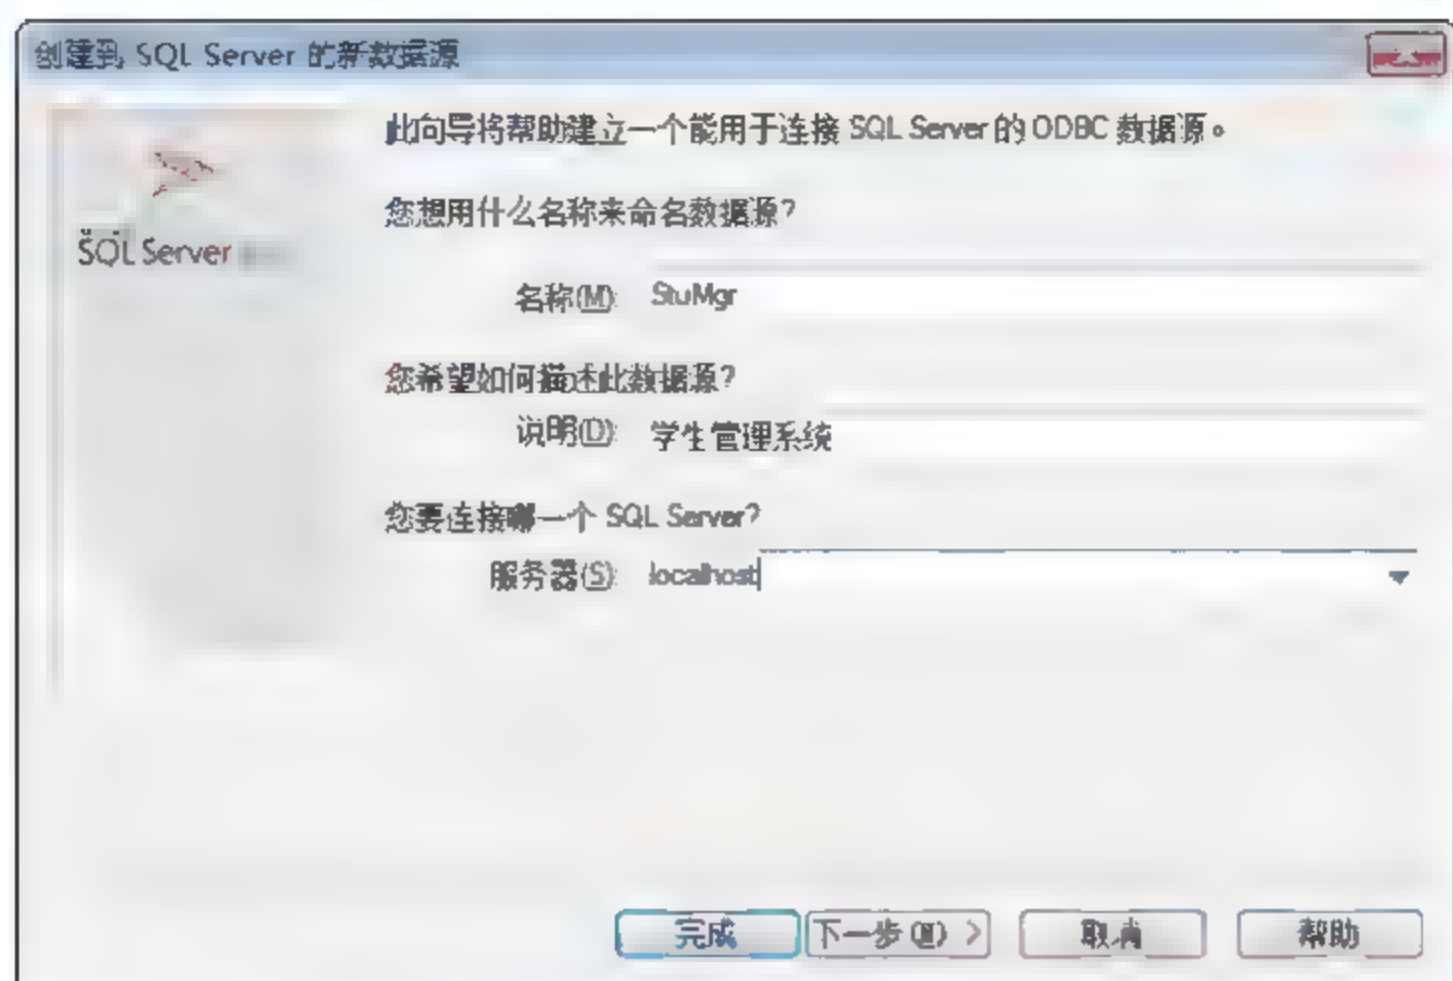 创建到 SQL Server 的新数据源
此向导将帮助建立一个能用于连接 SQL Server 的 ODBC 数据源。
SQL Server
您想用什么名称来命名数据源?
名称(M): StuMgr
您希望如何描述此数据源?
说明(D): 学生管理系统
您要连接哪一个 SQL Server?
服务器(S): localhost
完成 下一步(N) > 取消 帮助